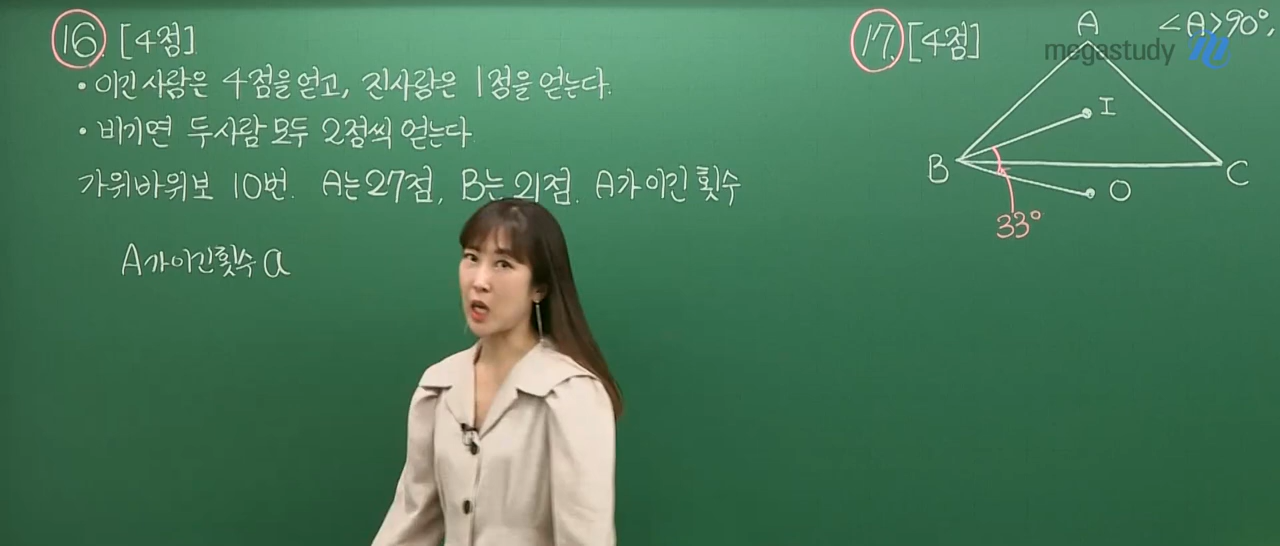 16. [4점]
• 이긴 사람은 4점을 얻고, 진사람은 1점을 얻는다.
• 비기면 두사람 모두 2점씩 얻는다.
가위바위보 10번. A는 27점, B는 21점. A가 이긴 횟수
A가 이긴 횟수 a
17. [4점]
A
<A>90°,
megastudy
I
B
C
O
33°